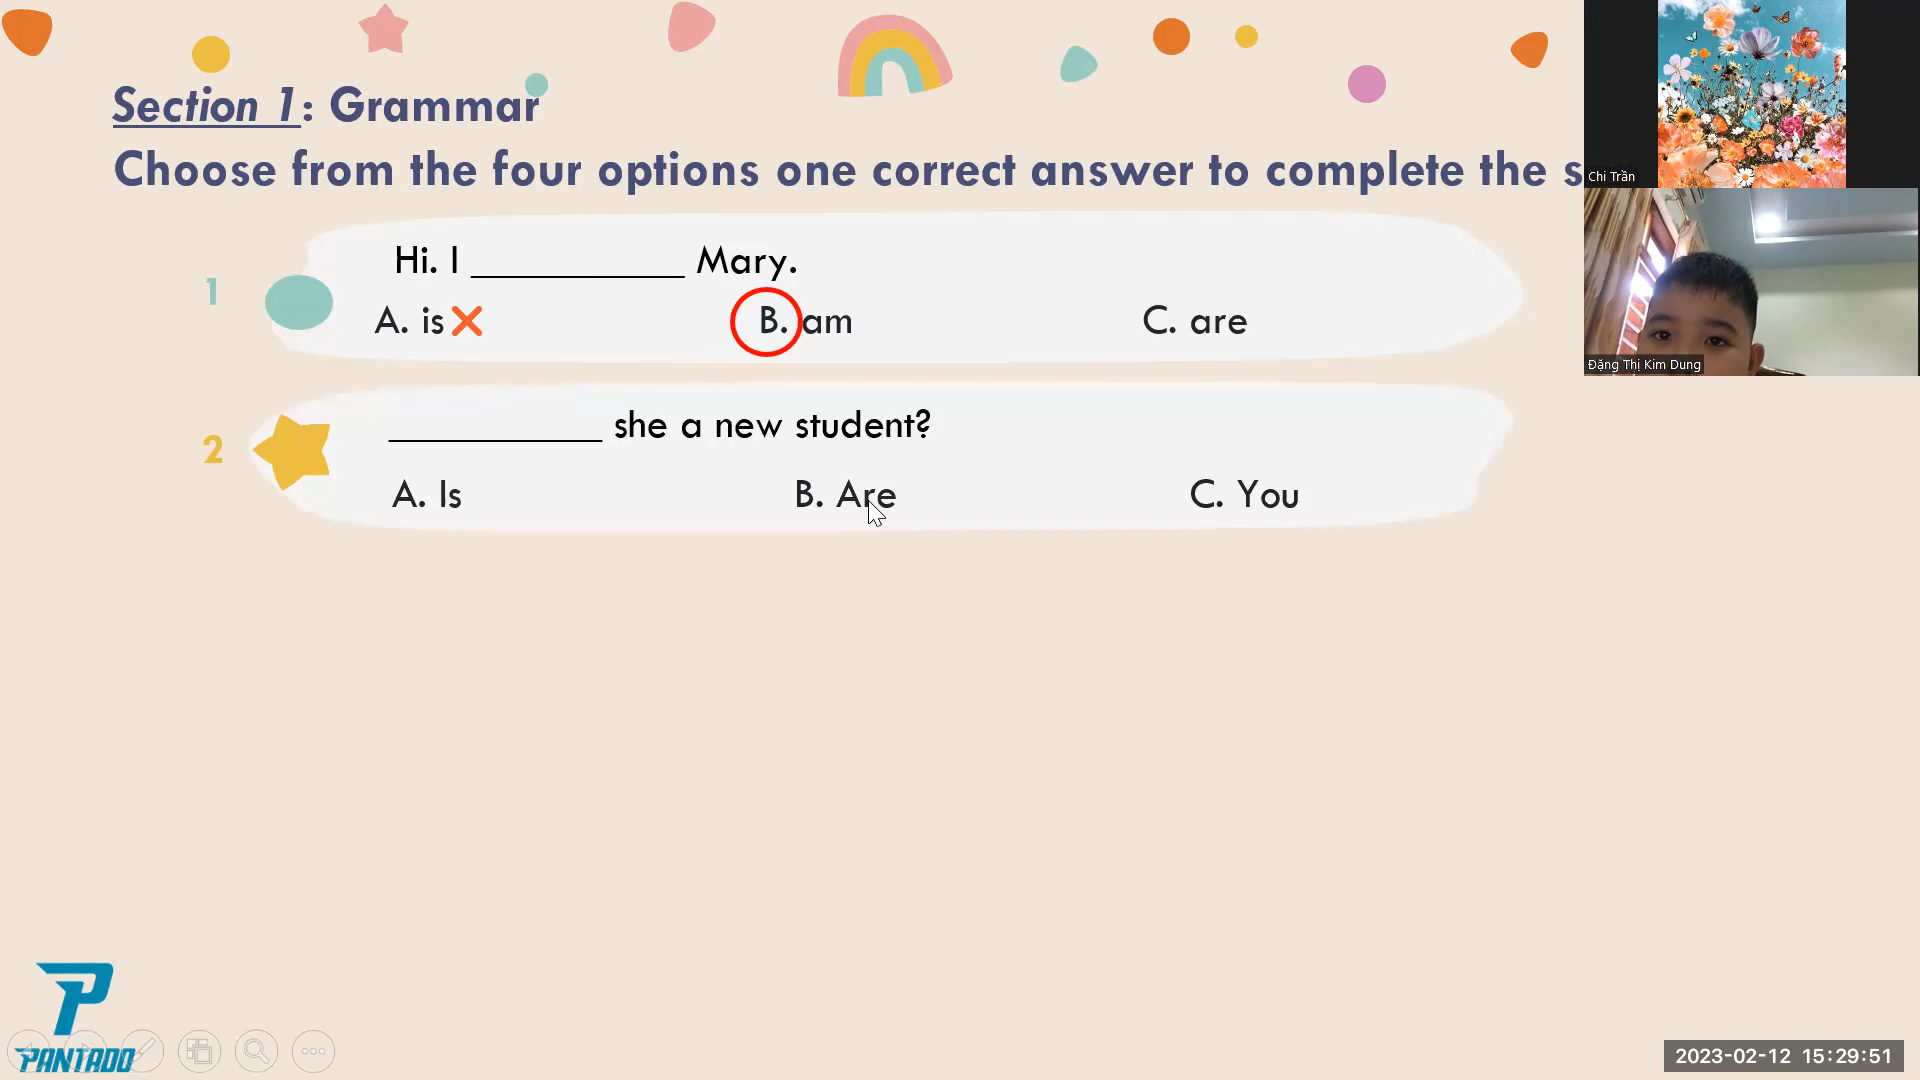 Section 1: Grammar
Choose from the four options one correct answer to complete the s
1
Hi. I ____________ Mary.
A. is
B. am
C. are
2
____________ she a new student?
A. Is
B. Are
C. You
Chi Trần
Đặng Thị Kim Dung
PANTADO
2023-02-12 15:29:51